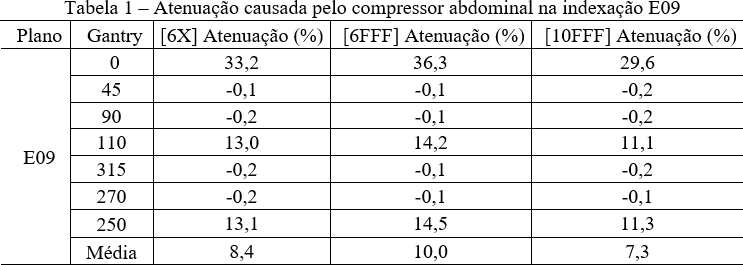 Tabela 1 – Atenuação causada pelo compressor abdominal na indexação E09
Plano Gantry [6X] Atenuação (%) [6FFF] Atenuação (%) [10FFF] Atenuação (%)
0 33,2 36,3 29,6
45 -0,1 -0,1 -0,2
90 -0,2 -0,1 -0,2
110 13,0 14,2 11,1
E09
315 -0,2 -0,1 -0,2
270 -0,2 -0,1 -0,1
250 13,1 14,5 11,3
Média 8,4 10,0 7,3